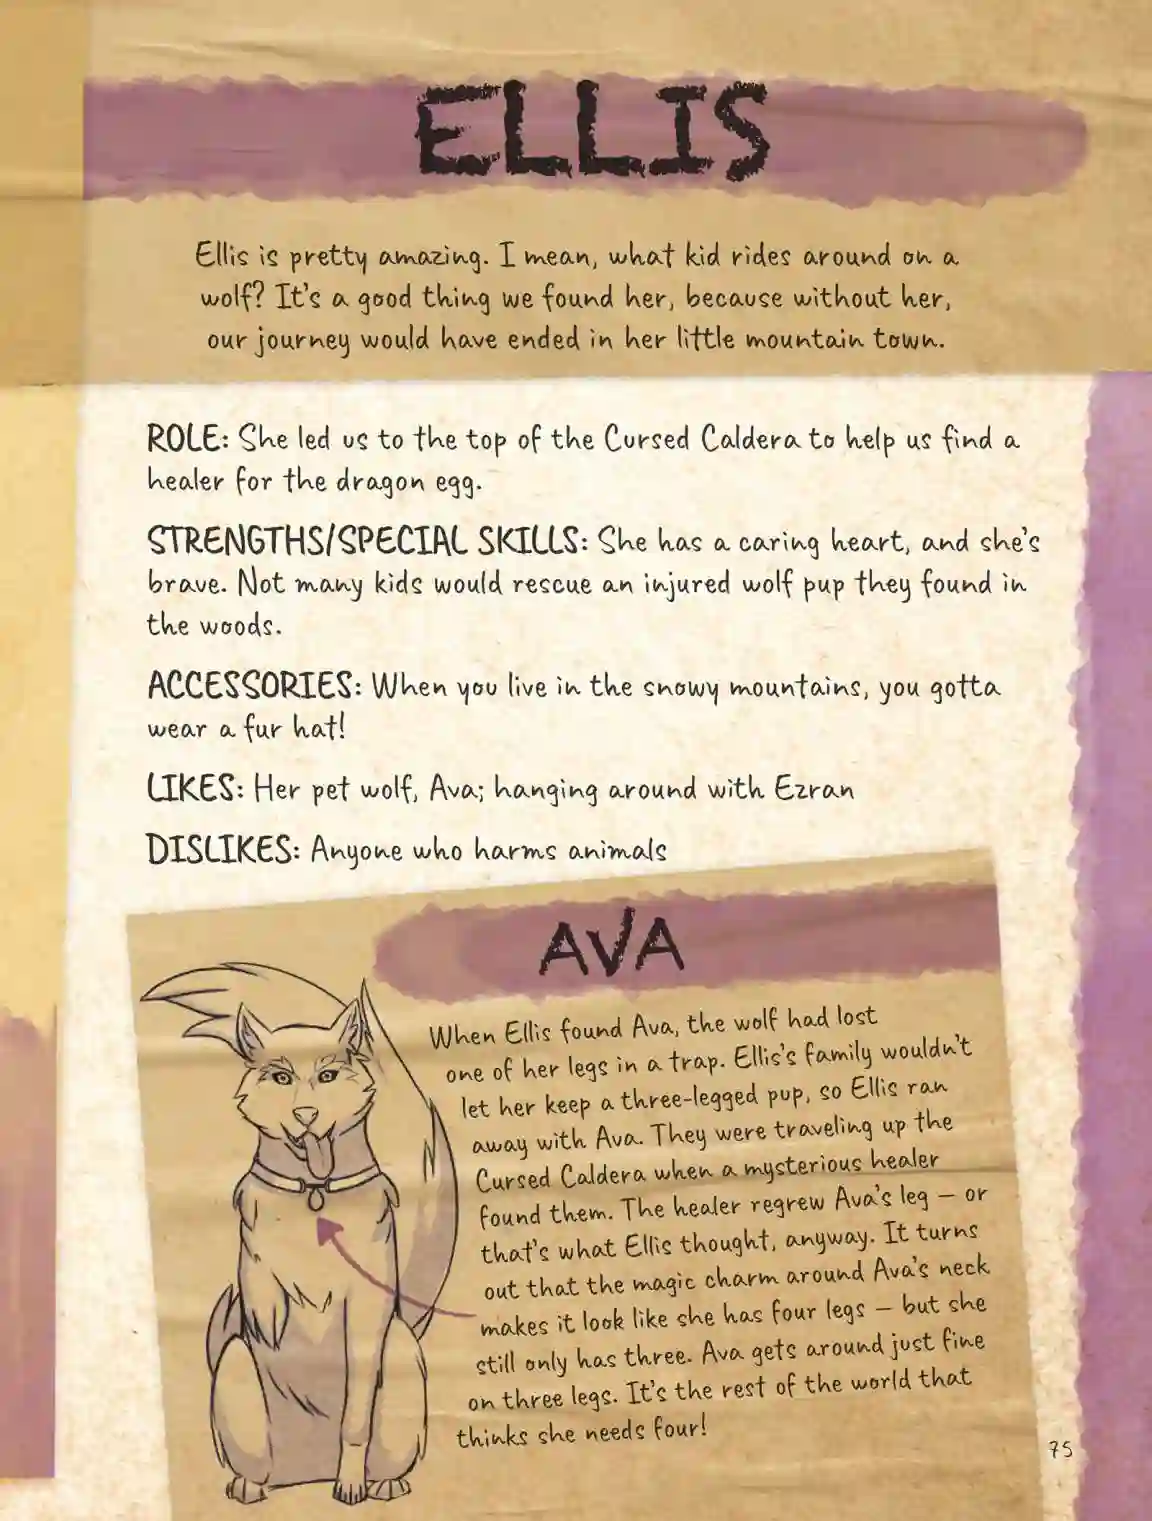 ELLIS
Ellis is pretty amazing. I mean, what kid rides around on a
wolf? It's a good thing we found her, because without her,
our journey would have ended in her little mountain town.
ROLE: She led us to the top of the Cursed Caldera to help us find a
healer for the dragon egg.
STRENGTHS/SPECIAL SKILLS: She has a caring heart, and she's
brave. Not many kids would rescue an injured wolf pup they found in
the woods.
ACCESSORIES: When you live in the snowy mountains, you gotta
wear a fur hat!
LIKES: Her pet wolf, Ava; hanging around with Ezran
DISLIKES: Anyone who harms animals
AVA
When Ellis found Ava, the wolf had lost
one of her legs in a trap. Ellis's family wouldn't
let her keep a three-legged pup, so Ellis ran
away with Ava. They were traveling up the
Cursed Caldera when a mysterious healer
found them. The healer regrew Ava's leg — or
that's what Ellis thought, anyway. It turns
out that the magic charm around Ava's neck
makes it look like she has four legs — but she
still only has three. Ava gets around just fine
on three legs. It's the rest of the world that
thinks she needs four!
75